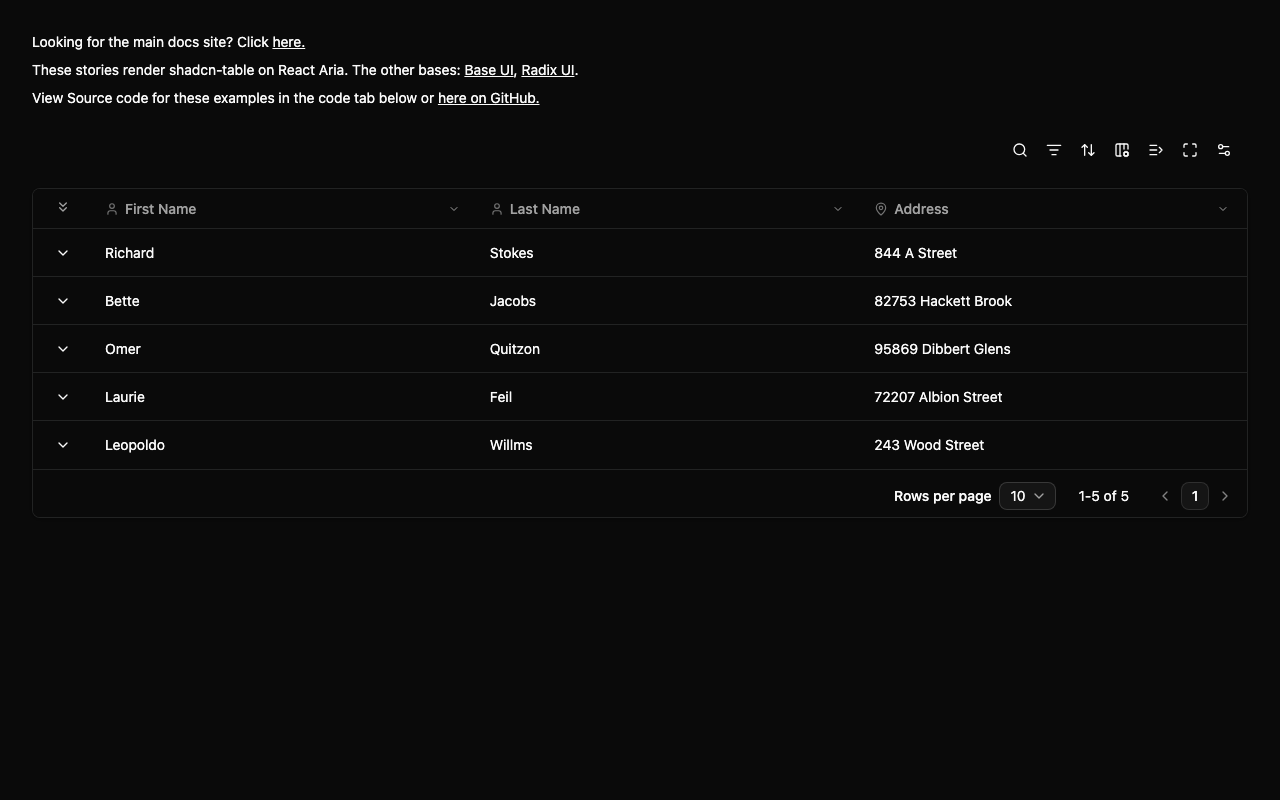 Looking for the main docs site? Click here.
These stories render shadcn-table on React Aria. The other bases: Base UI, Radix UI.
View Source code for these examples in the code tab below or here on GitHub.
First Name Last Name Address
Richard Stokes 844 A Street
Bette Jacobs 82753 Hackett Brook
Omer Quitzon 95869 Dibbert Glens
Laurie Feil 72207 Albion Street
Leopoldo Willms 243 Wood Street
Rows per page 10 1-5 of 5 1